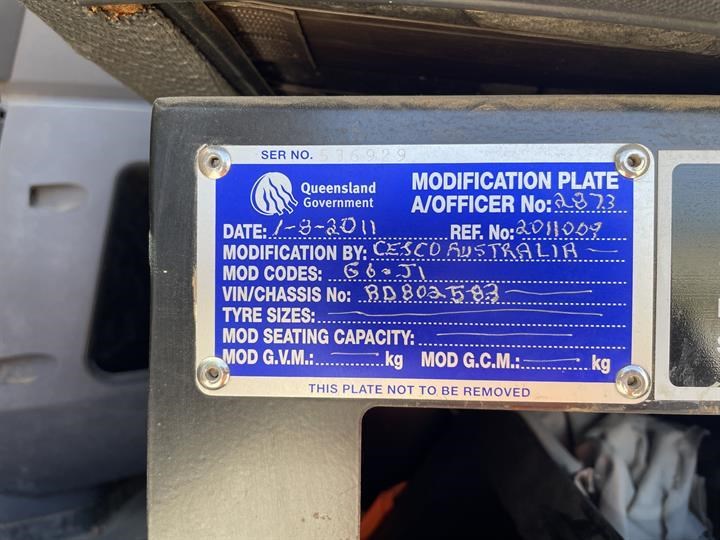 SER NO. 536929
Queensland Government
MODIFICATION PLATE
A/OFFICER No: 2873
DATE: 1-8-2011 REF. No: 2011009
MODIFICATION BY: CESCO AUSTRALIA
MOD CODES: G6 - J1
VIN/CHASSIS No: BD802583
TYRE SIZES:
MOD SEATING CAPACITY:
MOD G.V.M.: kg MOD G.C.M.: kg
THIS PLATE NOT TO BE REMOVED